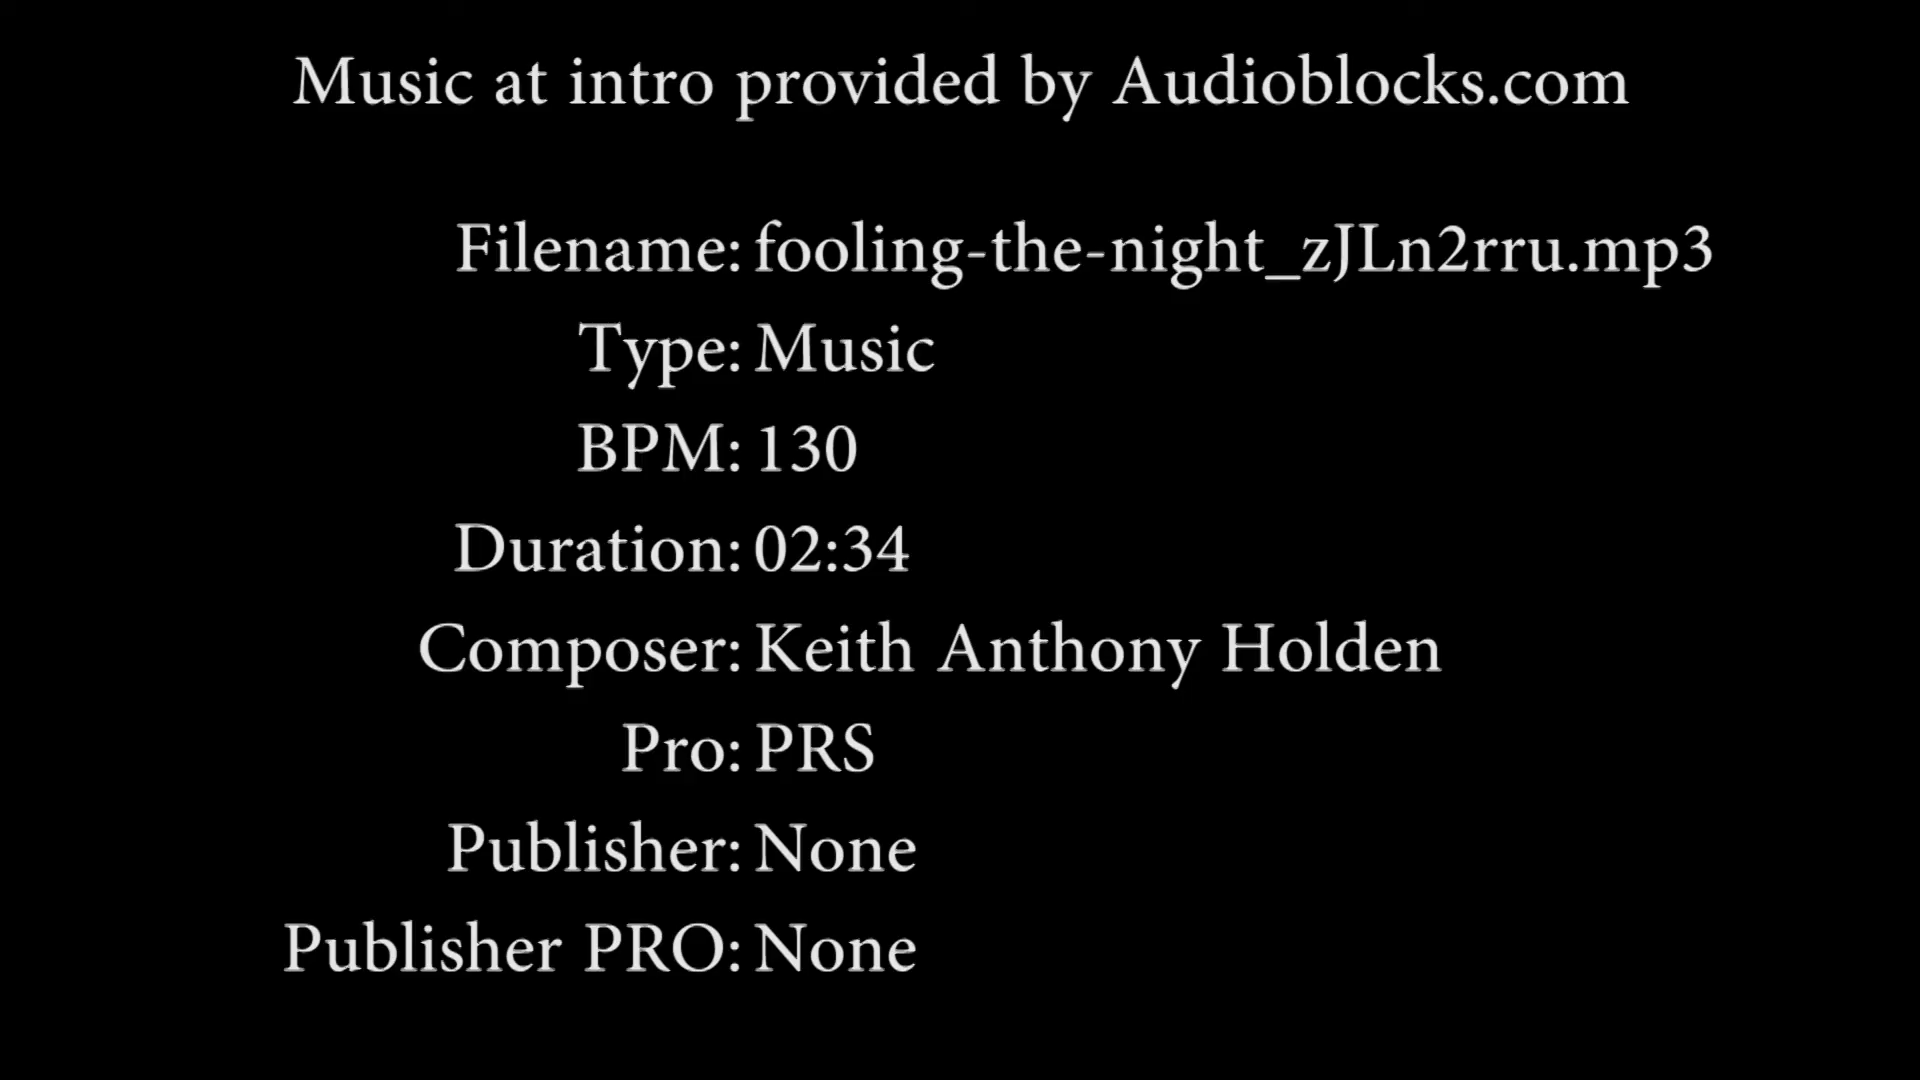 Music at intro provided by Audioblocks.com
Filename: fooling-the-night_zJLn2rru.mp3
Type: Music
BPM: 130
Duration: 02:34
Composer: Keith Anthony Holden
Pro: PRS
Publisher: None
Publisher PRO: None